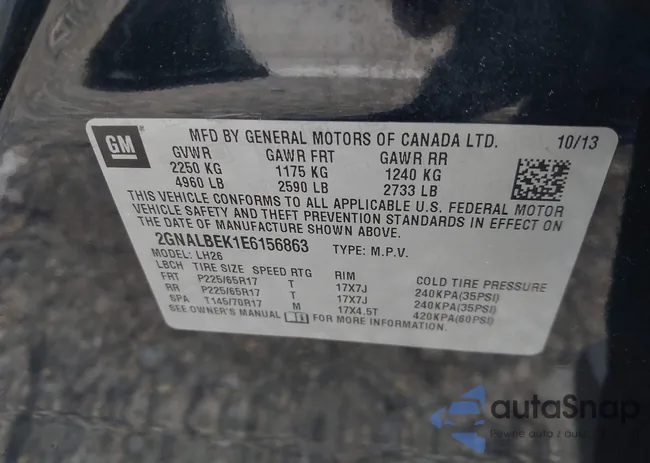 GM
MFD BY GENERAL MOTORS OF CANADA LTD. 10/13
GVWR GAWR FRT GAWR RR
2250 KG 1175 KG 1240 KG
4960 LB 2590 LB 2733 LB
THIS VEHICLE CONFORMS TO ALL APPLICABLE U.S. FEDERAL MOTOR
VEHICLE SAFETY AND THEFT PREVENTION STANDARDS IN EFFECT ON
THE DATE OF MANUFACTURE SHOWN ABOVE.
2GNALBEK1E6156863 TYPE: M.P.V.
MODEL: LH26
LBCH TIRE SIZE SPEED RTG RIM COLD TIRE PRESSURE
FRT P225/65R17 T 17X7J 240KPA(35PSI)
RR P225/65R17 T 17X7J 240KPA(35PSI)
SPA T145/70R17 M 17X4.5T 420KPA(60PSI)
SEE OWNER'S MANUAL FOR MORE INFORMATION.
autoSnap
Pewne auto z